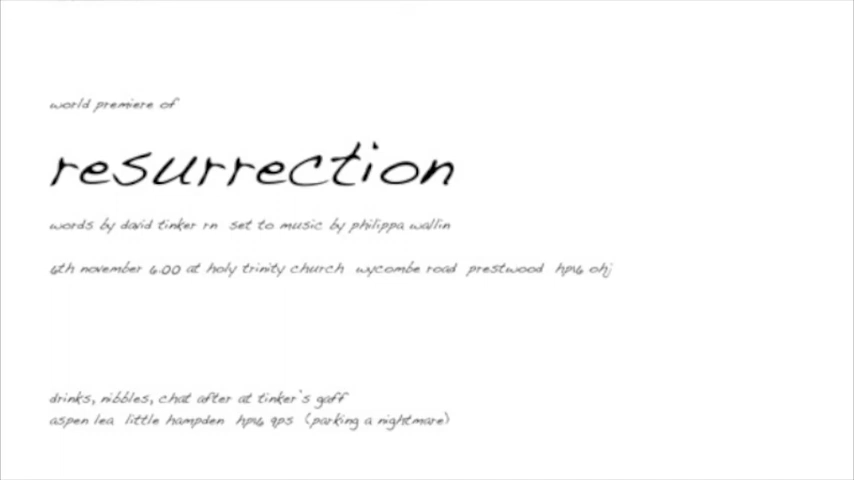 world premiere of
resurrection
words by david tinker rn set to music by philippa wallin
6th november 6.00 at holy trinity church wycombe road prestwood hp16 0hj
drinks, nibbles, chat after at tinker's gaff
aspen lea little hampden hp16 9ps (parking a nightmare)